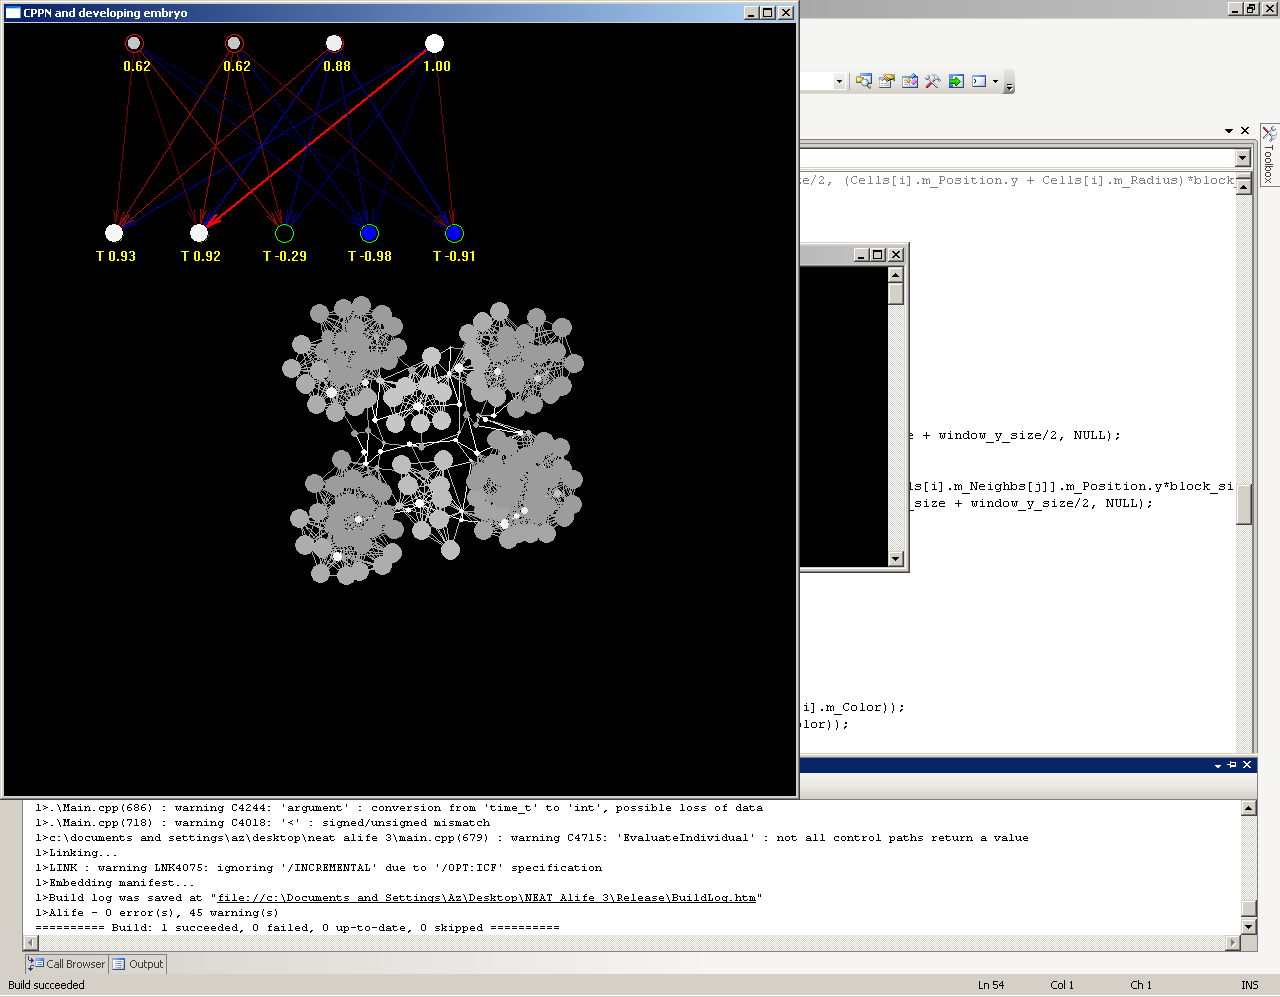 CPPN and developing embryo
0.62 0.62 0.88 1.00
T 0.93 T 0.92 T -0.29 T -0.98 T -0.91
Toolbox
ze/2, (Cells[i].m_Position.y + Cells[i].m_Radius)*block_
e + window_y_size/2, NULL);
ls[i].m_Neighbs[j]].m_Position.y*block_si
_size + window_y_size/2, NULL);
i].m_Color));
lor));
1>.\Main.cpp(686) : warning C4244: 'argument' : conversion from 'time_t' to 'int', possible loss of data
1>.\Main.cpp(718) : warning C4018: '<' : signed/unsigned mismatch
1>c:\documents and settings\az\desktop\neat alife 3\main.cpp(679) : warning C4715: 'EvaluateIndividual' : not all control paths return a value
1>Linking...
1>LINK : warning LNK4075: ignoring '/INCREMENTAL' due to '/OPT:ICF' specification
1>Embedding manifest...
1>Build log was saved at "file://c:\Documents and Settings\Az\Desktop\NEAT Alife 3\Release\BuildLog.htm"
1>Alife - 0 error(s), 45 warning(s)
========== Build: 1 succeeded, 0 failed, 0 up-to-date, 0 skipped ==========
Call Browser Output
Build succeeded Ln 54 Col 1 Ch 1 INS